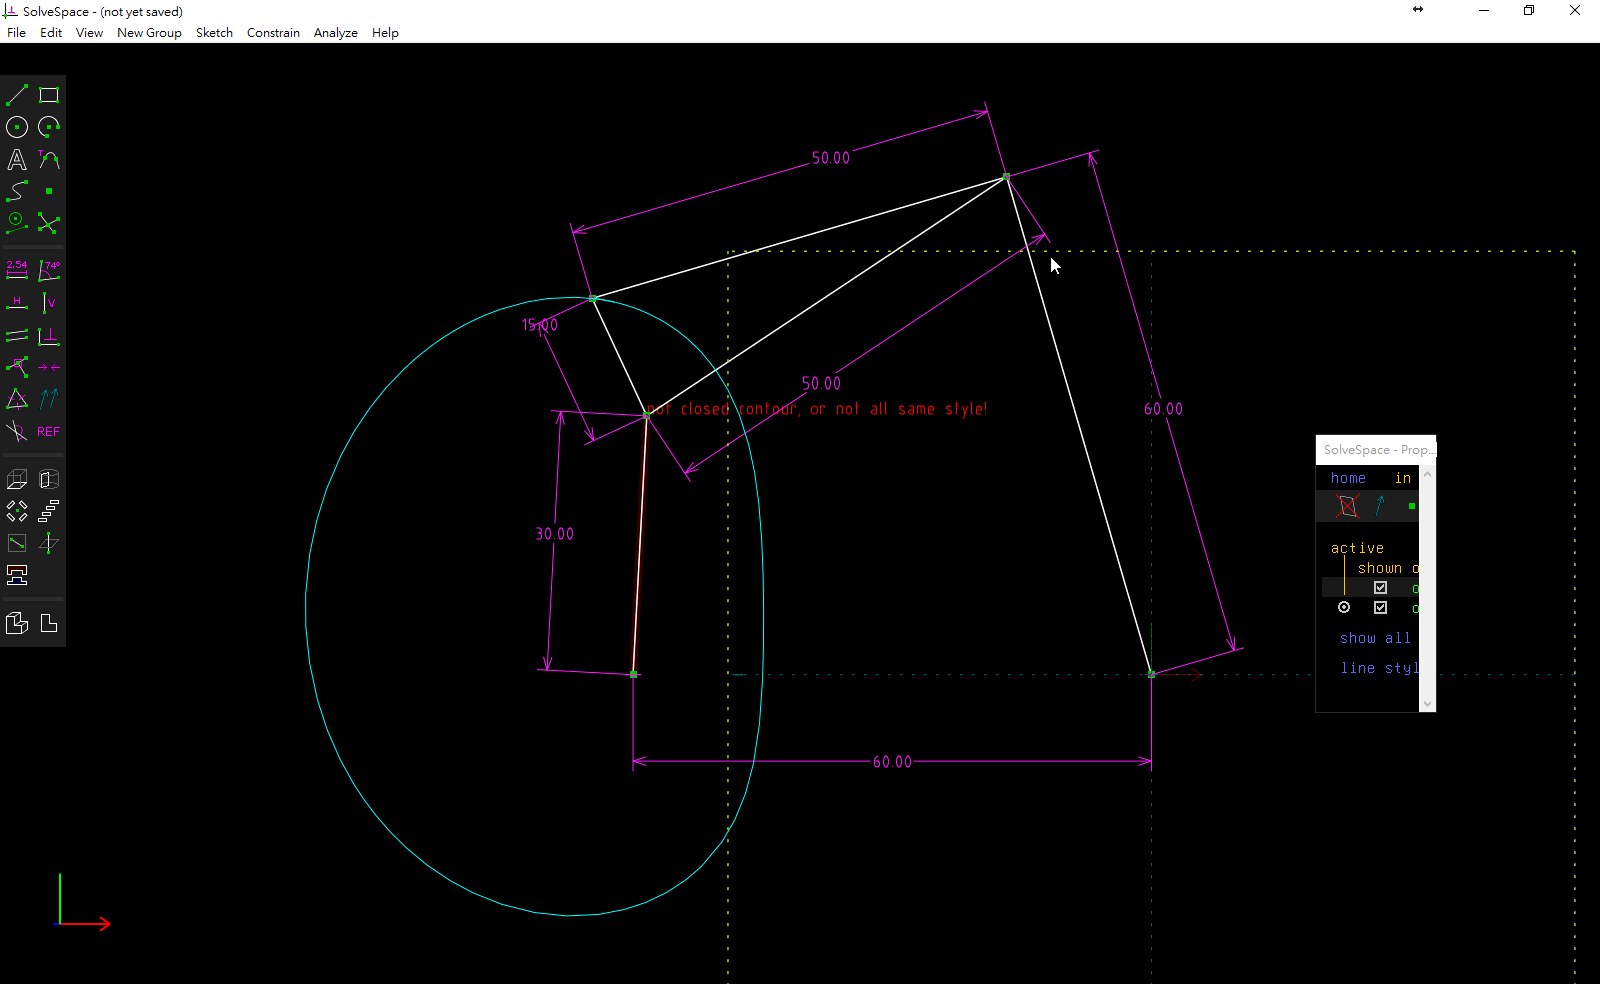 SolveSpace - (not yet saved)
File Edit View New Group Sketch Constrain Analyze Help
50.00
15.00
50.00
not closed contour, or not all same style!
60.00
30.00
60.00
A
T
2.54
74°
H
V
REF
SolveSpace - Prop...
home in
active
shown o
o
o
show all
line styl